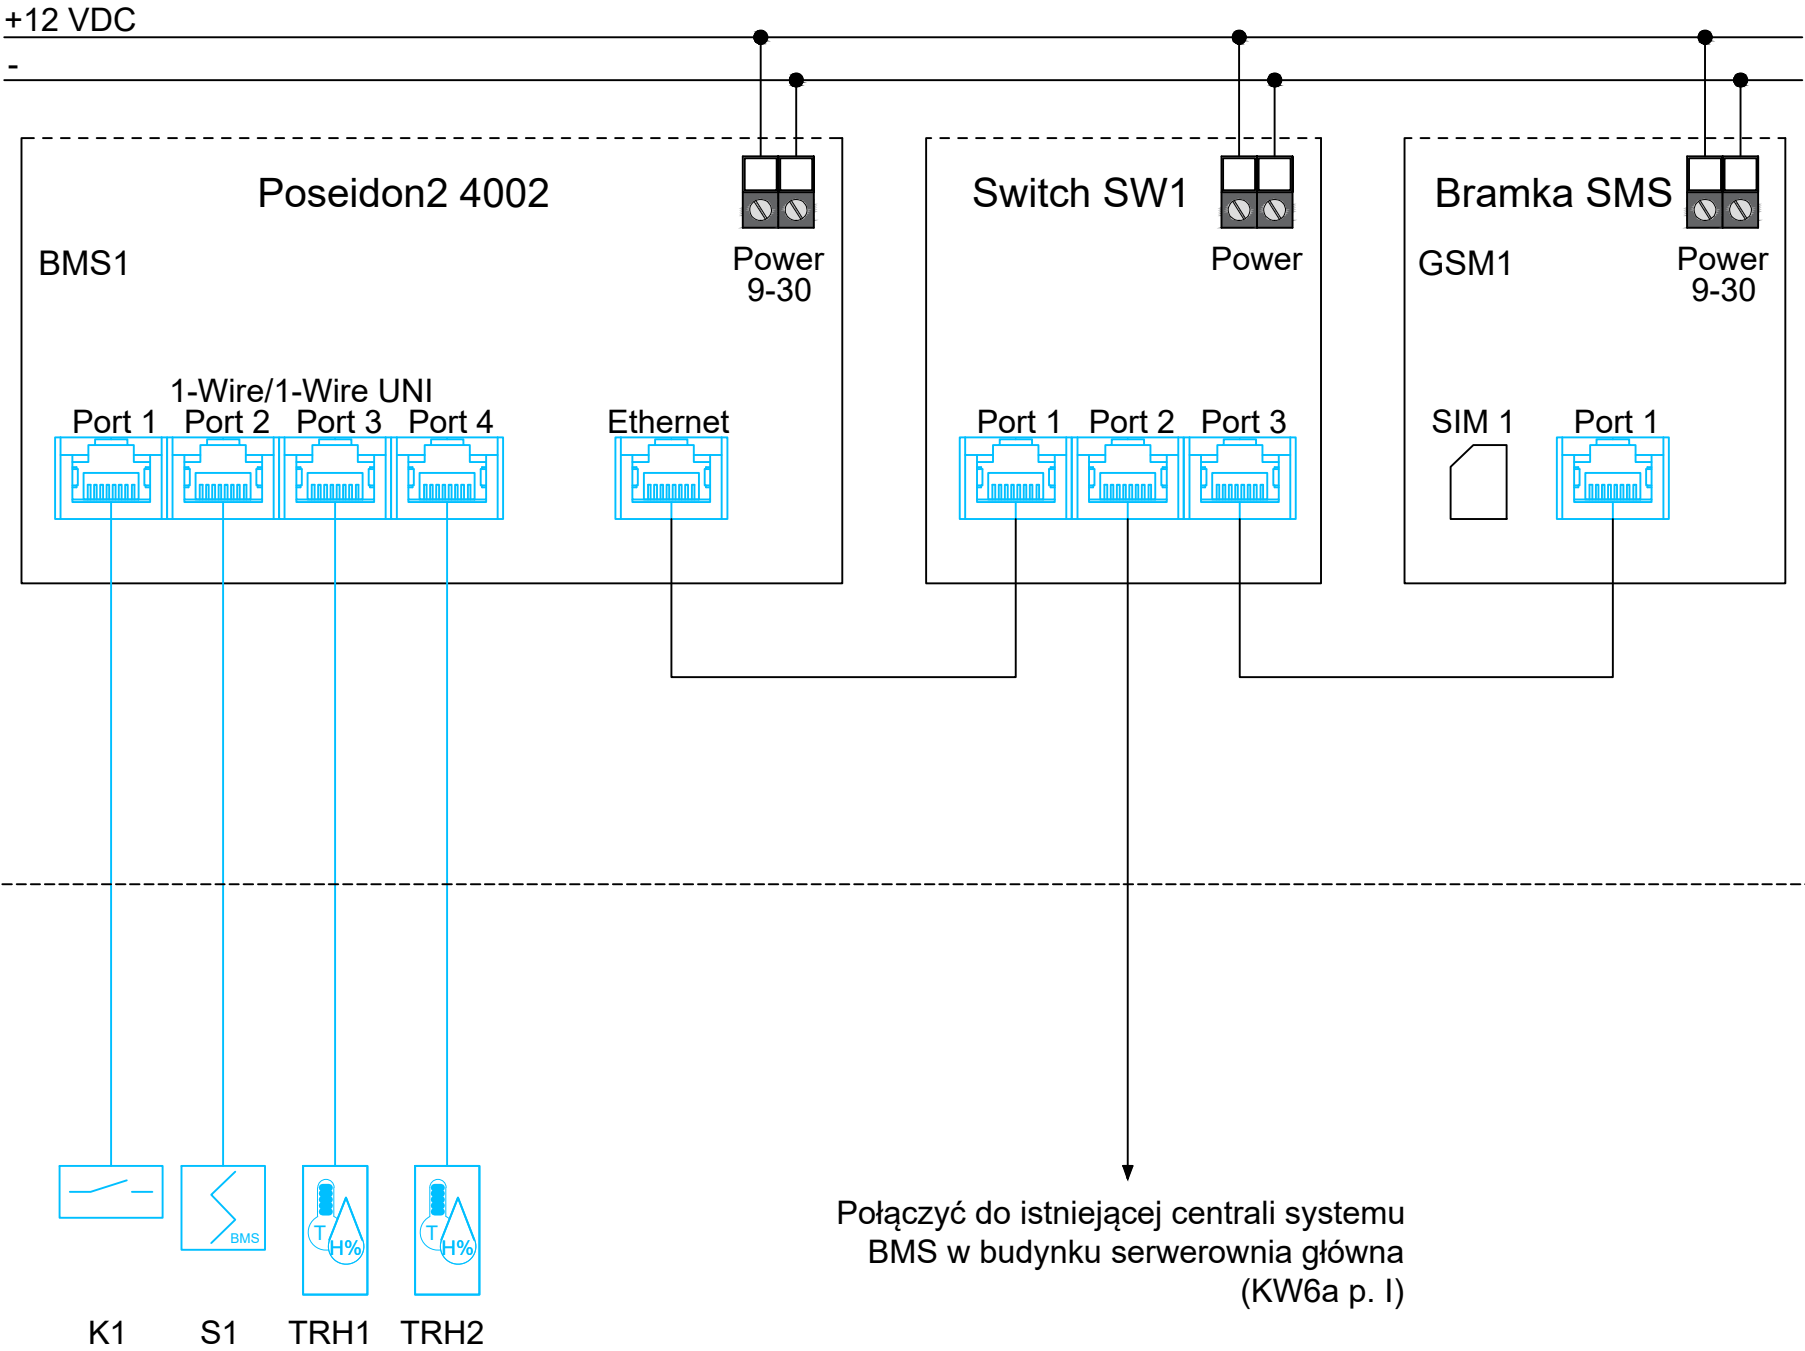 +12 VDC
-
Poseidon2 4002
Switch SW1
Bramka SMS
BMS1
Power
9-30
Power
GSM1
Power
9-30
1-Wire/1-Wire UNI
Port 1 Port 2 Port 3 Port 4
Ethernet
Port 1 Port 2 Port 3
SIM 1
Port 1
BMS
T
H%
T
H%
K1
S1
TRH1
TRH2
Połączyć do istniejącej centrali systemu
BMS w budynku serwerownia główna
(KW6a p. I)